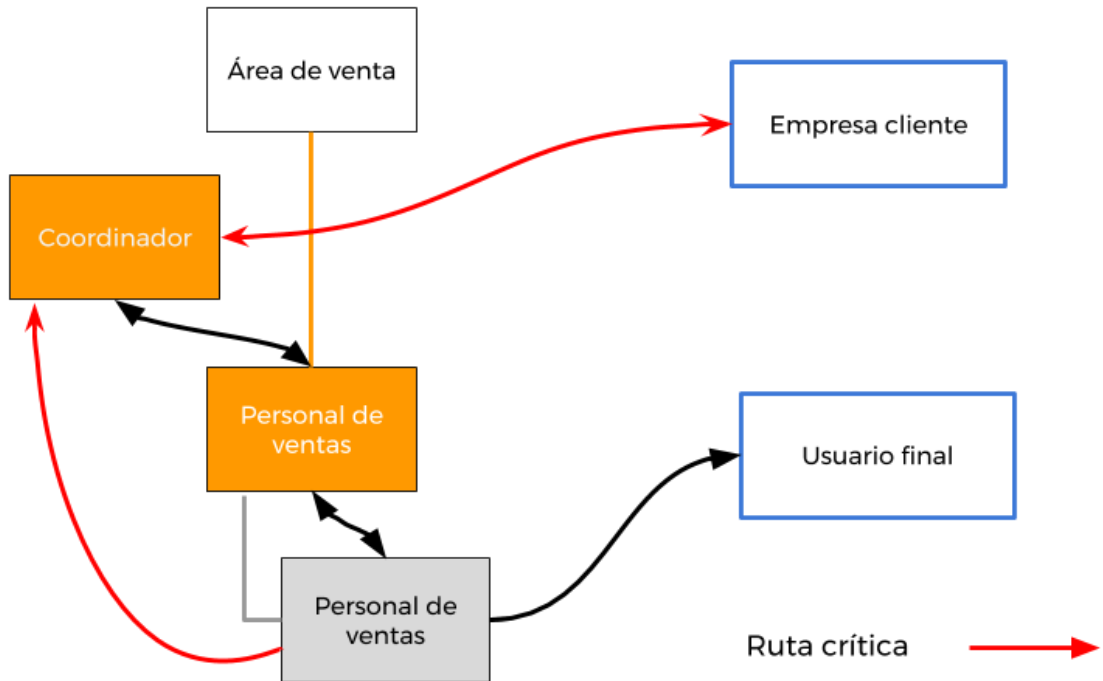 Área de venta
Empresa cliente
Coordinador
Personal de
ventas
Usuario final
Personal de
ventas
Ruta crítica